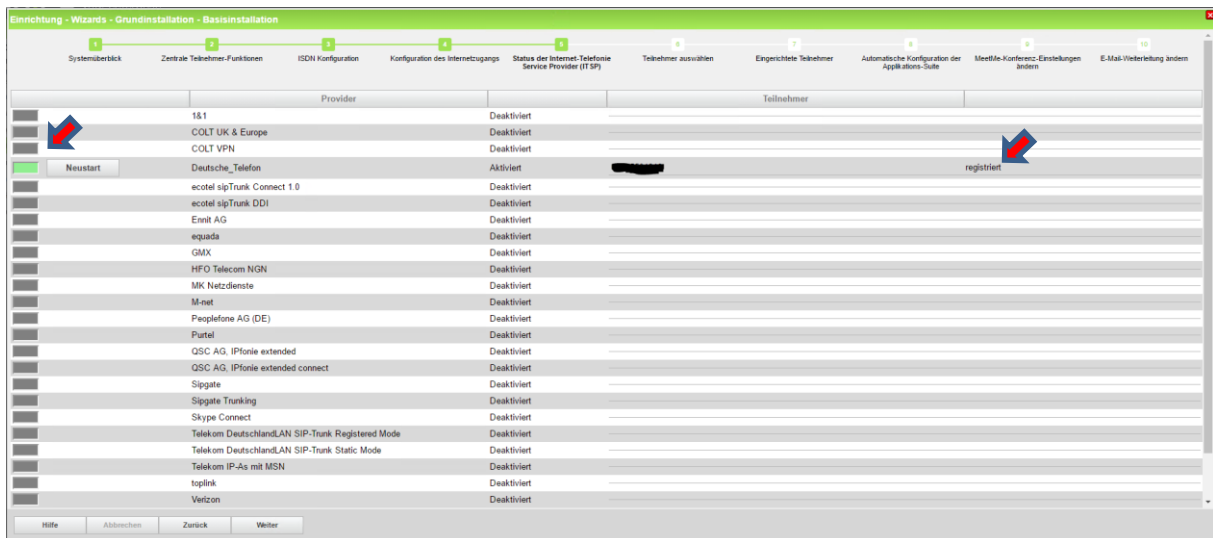 Einrichtung - Wizards - Grundinstallation - Basisinstallation
1 2 3 4 5 6 7 8 9 10
Systemüberblick Zentrale Teilnehmer-Funktionen ISDN Konfiguration Konfiguration des Internetzugangs Status der Internet-Telefonie Service Provider (ITSP) Teilnehmer auswählen Eingerichtete Teilnehmer Automatische Konfiguration der Applikations-Suite MeetMe-Konferenz-Einstellungen ändern E-Mail-Weiterleitung ändern
Provider Teilnehmer
1&1 Deaktiviert
COLT UK & Europe Deaktiviert
COLT VPN Deaktiviert
Neustart Deutsche_Telefon Aktiviert registriert
ecotel sipTrunk Connect 1.0 Deaktiviert
ecotel sipTrunk DDI Deaktiviert
Ennit AG Deaktiviert
equada Deaktiviert
GMX Deaktiviert
HFO Telecom NGN Deaktiviert
MK Netzdienste Deaktiviert
M-net Deaktiviert
Peoplefone AG (DE) Deaktiviert
Purtel Deaktiviert
QSC AG, IPfonie extended Deaktiviert
QSC AG, IPfonie extended connect Deaktiviert
Sipgate Deaktiviert
Sipgate Trunking Deaktiviert
Skype Connect Deaktiviert
Telekom DeutschlandLAN SIP-Trunk Registered Mode Deaktiviert
Telekom DeutschlandLAN SIP-Trunk Static Mode Deaktiviert
Telekom IP-As mit MSN Deaktiviert
toplink Deaktiviert
Verizon Deaktiviert
Hilfe Abbrechen Zurück Weiter